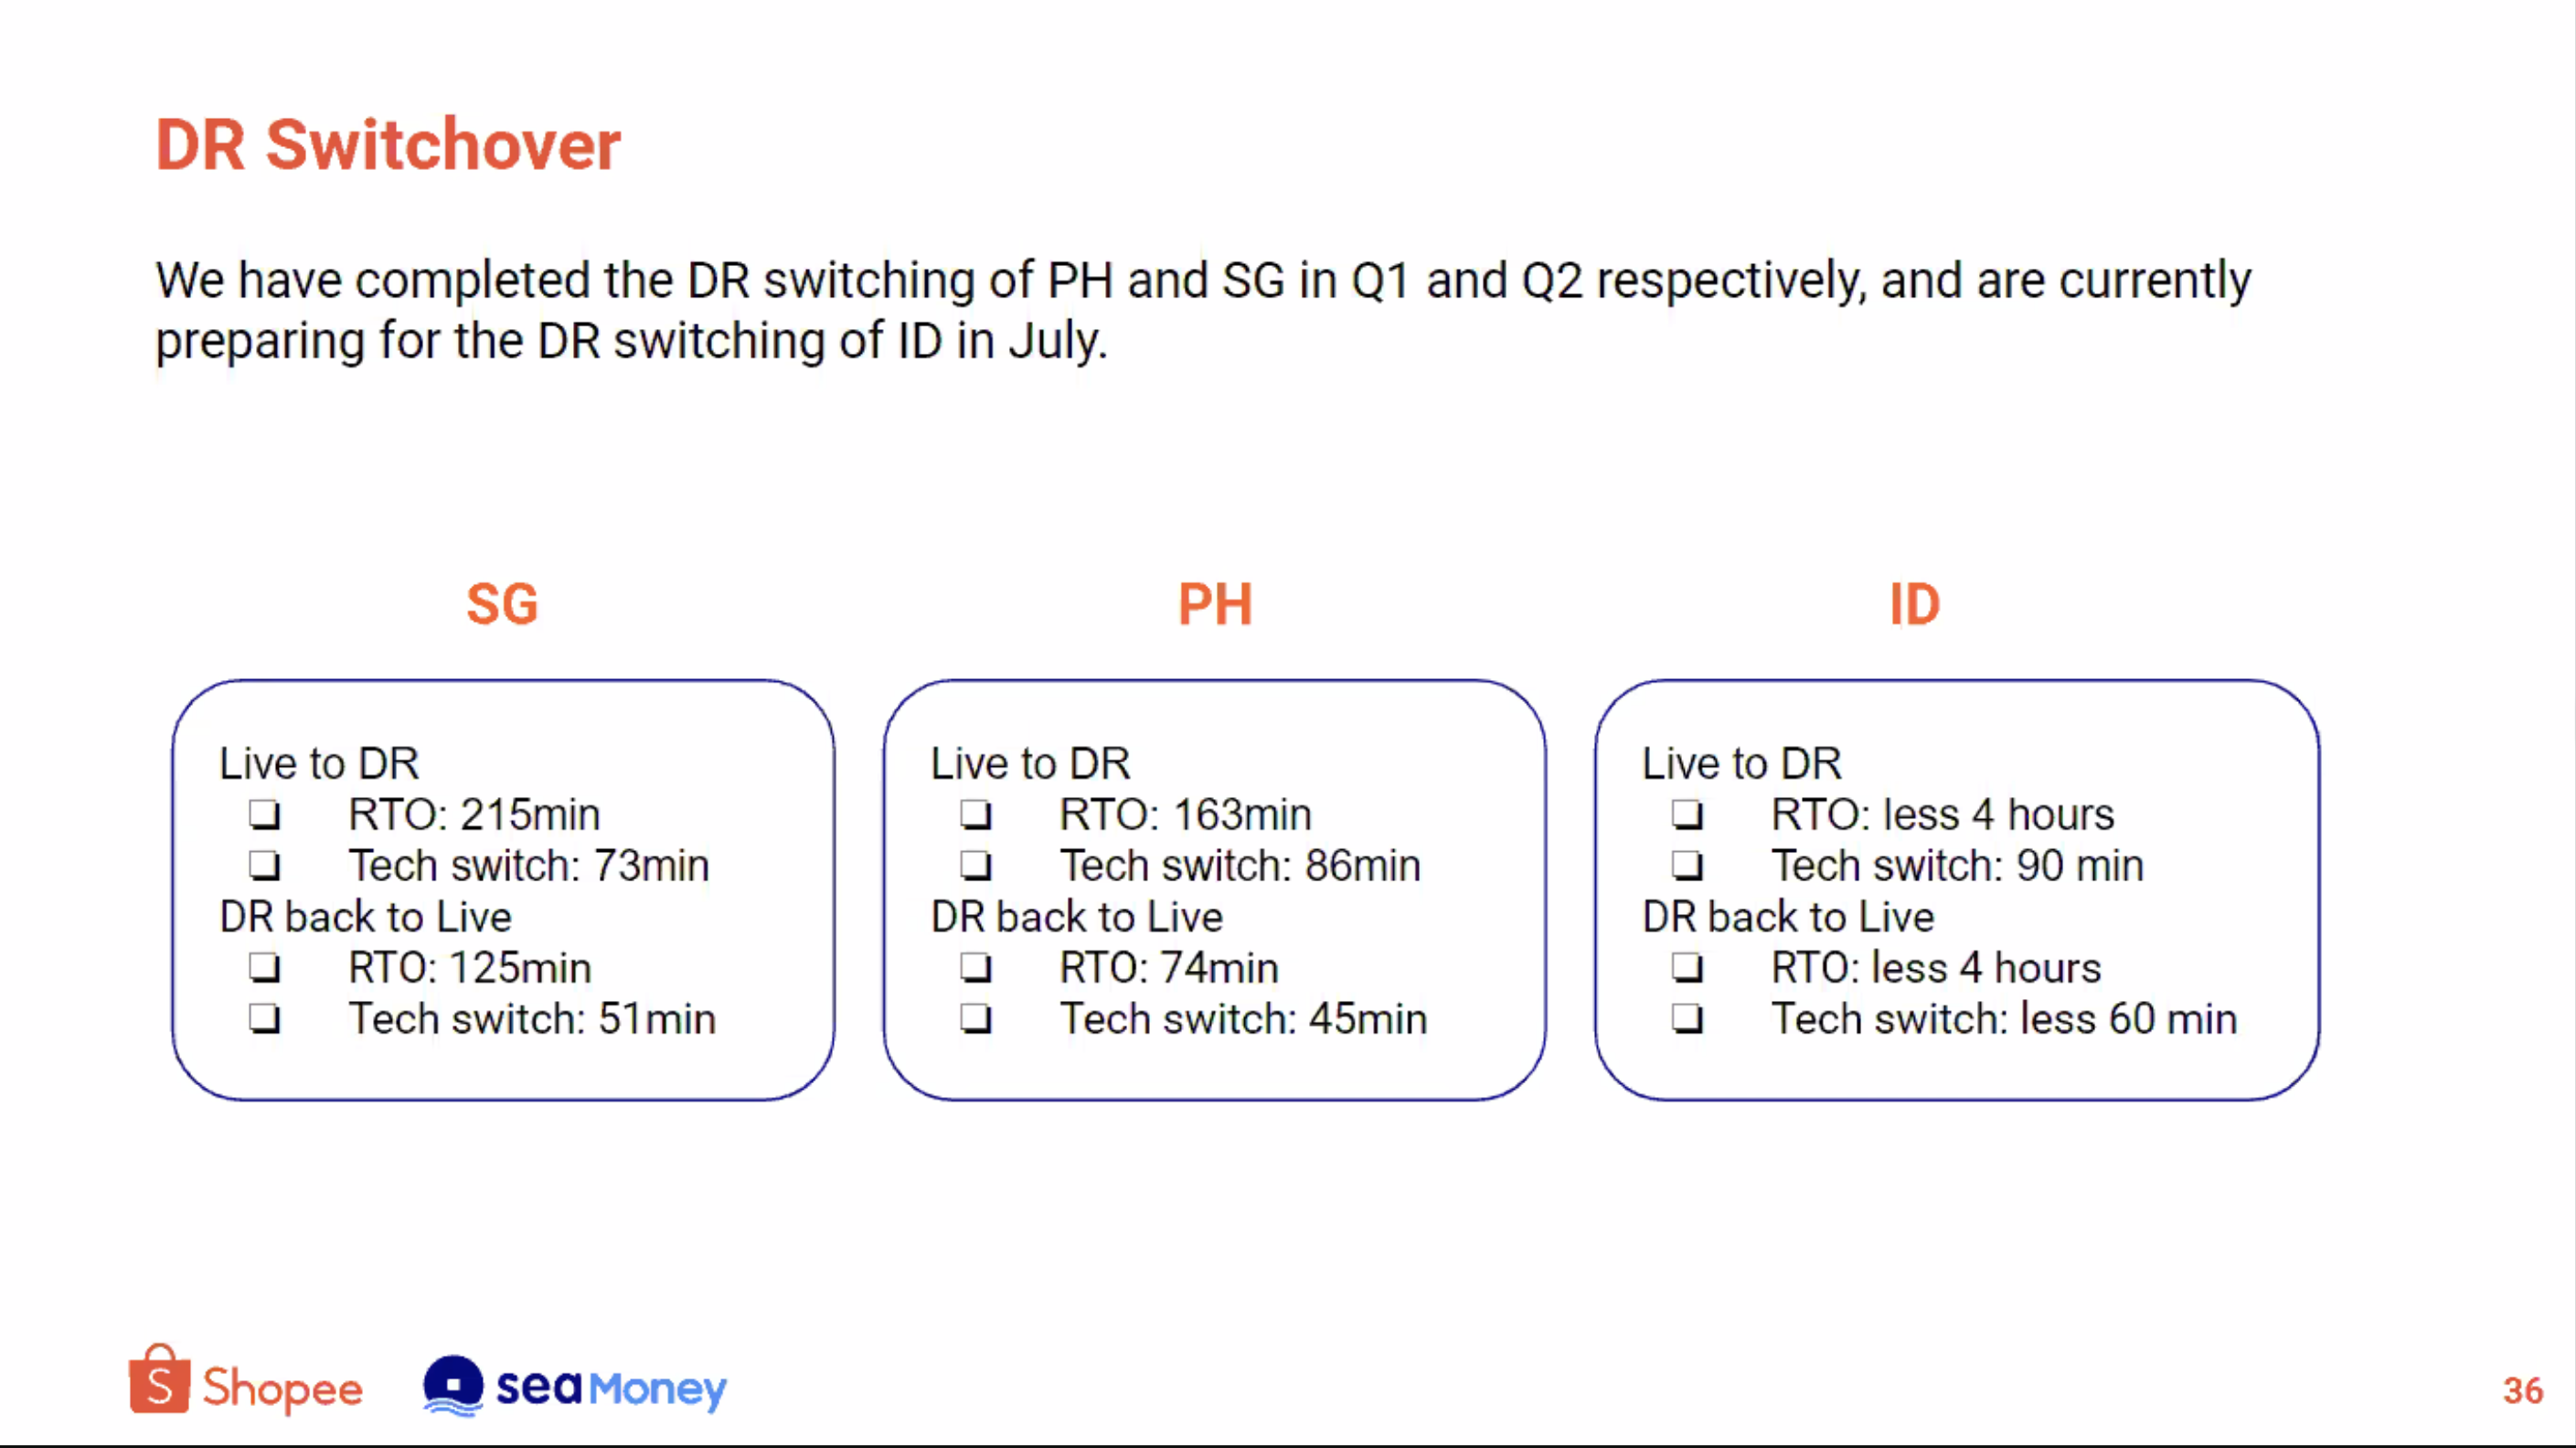 DR Switchover
We have completed the DR switching of PH and SG in Q1 and Q2 respectively, and are currently
preparing for the DR switching of ID in July.
SG
Live to DR
❏ RTO: 215min
❏ Tech switch: 73min
DR back to Live
❏ RTO: 125min
❏ Tech switch: 51min
PH
Live to DR
❏ RTO: 163min
❏ Tech switch: 86min
DR back to Live
❏ RTO: 74min
❏ Tech switch: 45min
ID
Live to DR
❏ RTO: less 4 hours
❏ Tech switch: 90 min
DR back to Live
❏ RTO: less 4 hours
❏ Tech switch: less 60 min
S Shopee
sea Money
36